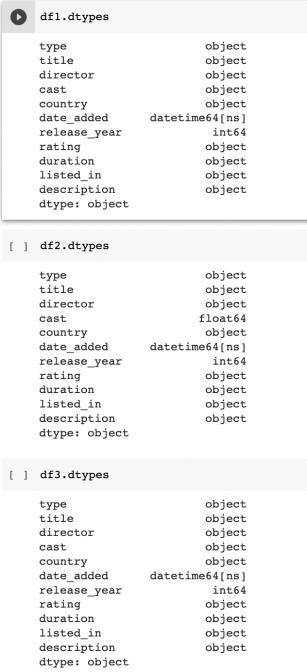 df1.dtypes
type object
title object
director object
cast object
country object
date_added datetime64[ns]
release_year int64
rating object
duration object
listed_in object
description object
dtype: object
[ ] df2.dtypes
type object
title object
director object
cast float64
country object
date_added datetime64[ns]
release_year int64
rating object
duration object
listed_in object
description object
dtype: object
[ ] df3.dtypes
type object
title object
director object
cast object
country object
date_added datetime64[ns]
release_year int64
rating object
duration object
listed_in object
description object
dtype: object